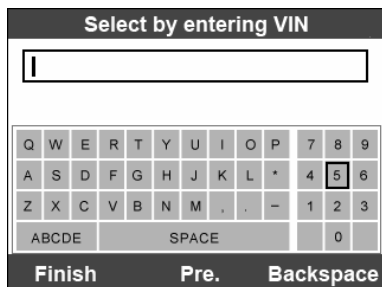 Select by entering VIN
Q W E R T Y U I O P 7 8 9
A S D F G H J K L * 4 5 6
Z X C V B N M , . – 1 2 3
ABCDE SPACE 0
Finish Pre. Backspace